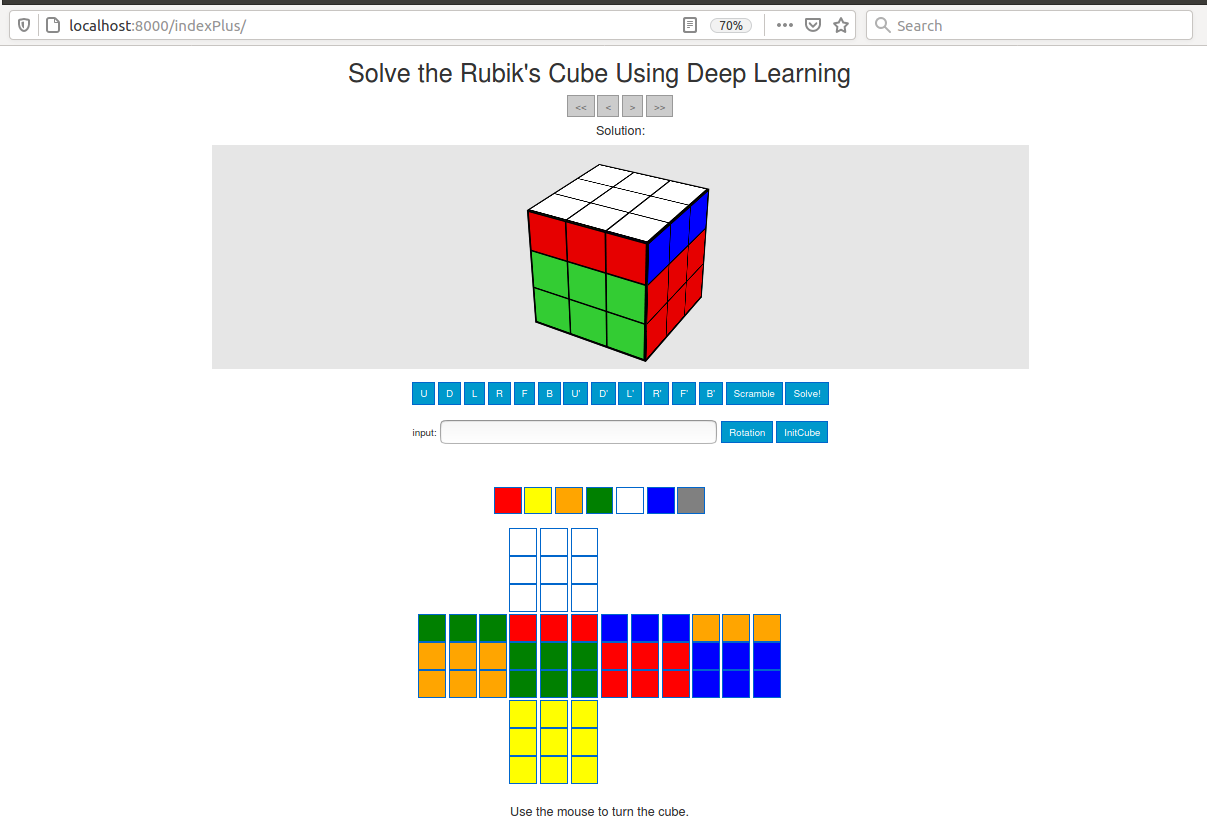 localhost:8000/indexPlus/ 70% Search
Solve the Rubik's Cube Using Deep Learning
<< < > >>
Solution:
U D L R F B U' D' L' R' F' B' Scramble Solve!
input: Rotation InitCube
Use the mouse to turn the cube.